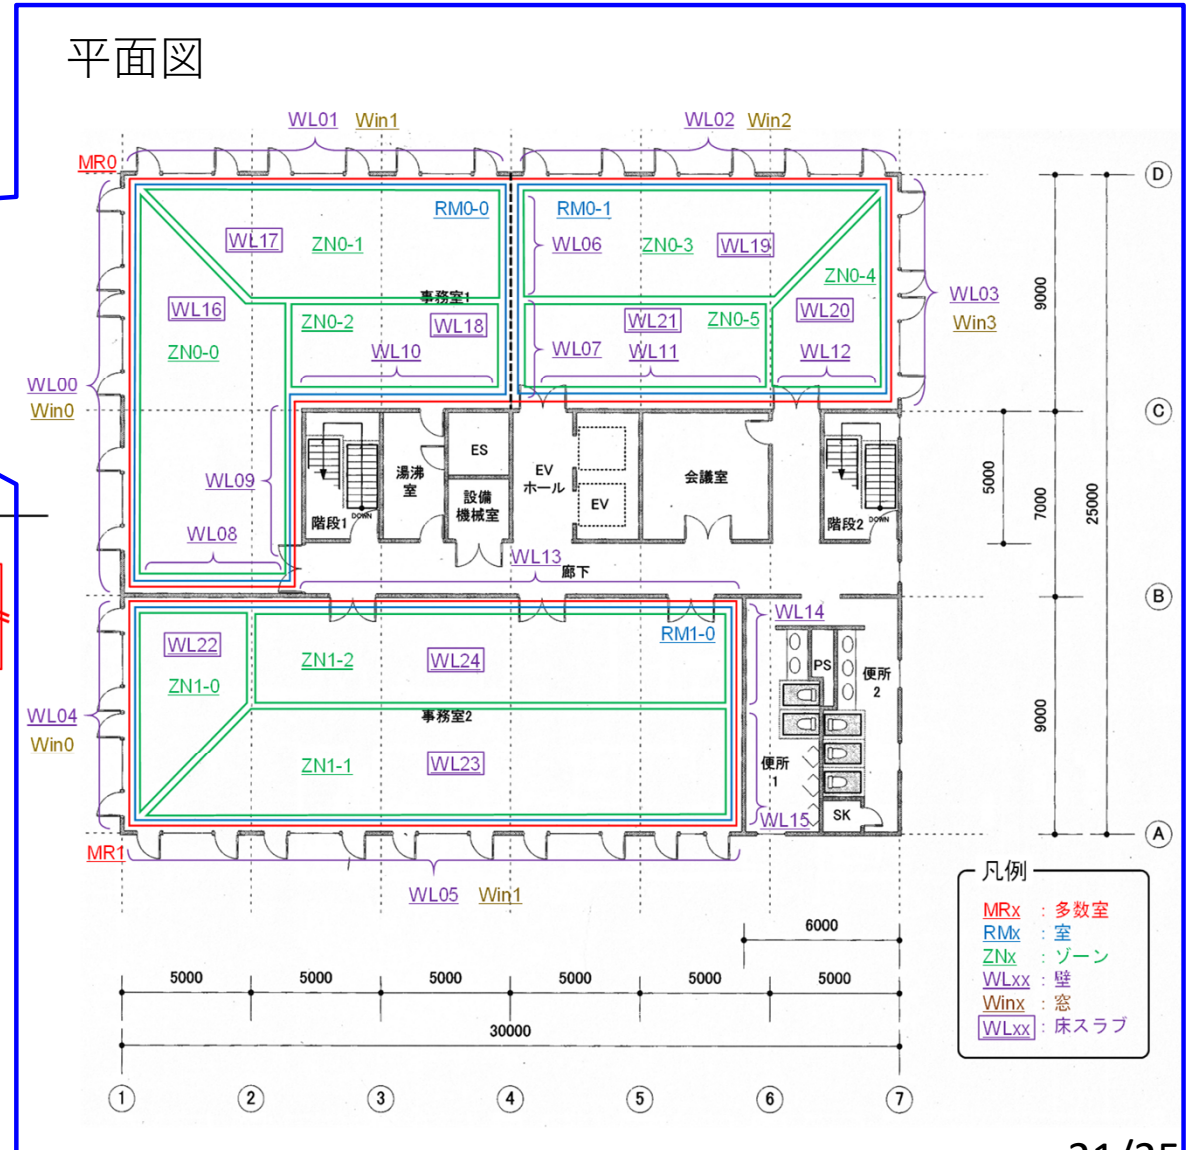 平面図
WL01 Win1
WL02 Win2
MR0
D
RM0-0
RM0-1
WL17
ZN0-1
WL06
ZN0-3
WL19
ZN0-4
WL16
事務室1
ZN0-2
WL18
WL21
ZN0-5
WL20
WL03
Win3
9000
ZN0-0
WL10
WL07
WL11
WL12
WL00
Win0
C
WL09
ES
湯沸
室
EV
ホール
会議室
設備
機械室
EV
階段1
DOWN
階段2
DOWN
5000
7000
25000
WL08
WL13
廊下
B
WL22
ZN1-0
ZN1-2
WL24
RM1-0
WL14
PS
便所
2
WL04
Win0
事務室2
9000
ZN1-1
WL23
便所
1
WL15
SK
A
MR1
WL05 Win1
凡例
MRx : 多数室
RMx : 室
ZNx : ゾーン
WLxx : 壁
Winx : 窓
WLxx : 床スラブ
6000
5000 5000 5000 5000 5000 5000
30000
1 2 3 4 5 6 7